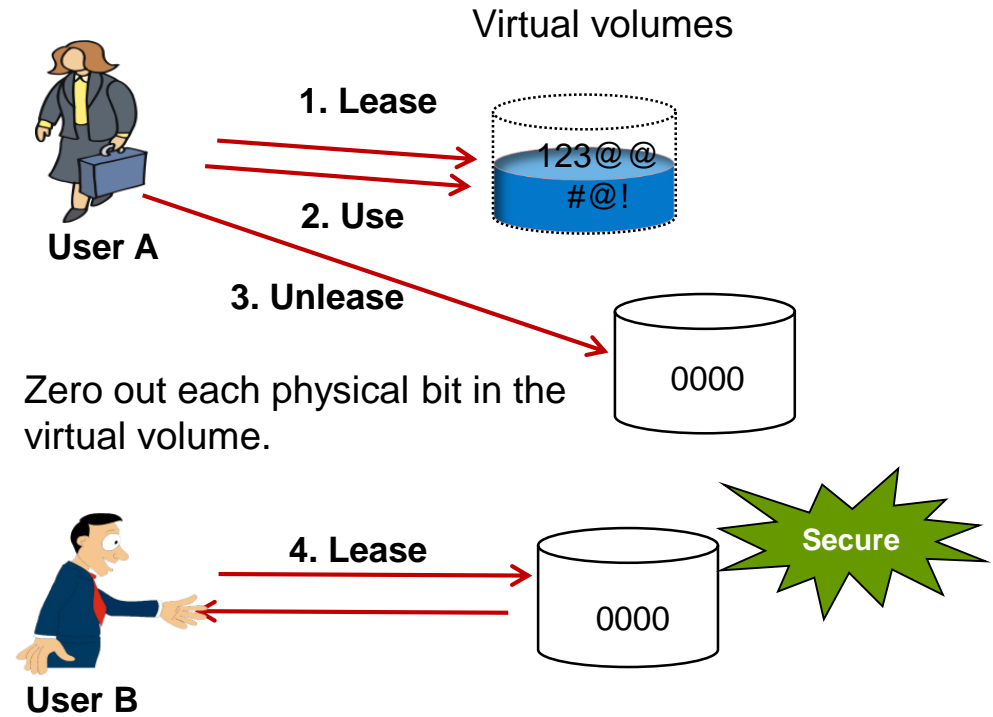 Virtual volumes
1. Lease
123@@
#@!
2. Use
User A
3. Unlease
0000
Zero out each physical bit in the
virtual volume.
Secure
4. Lease
0000
User B